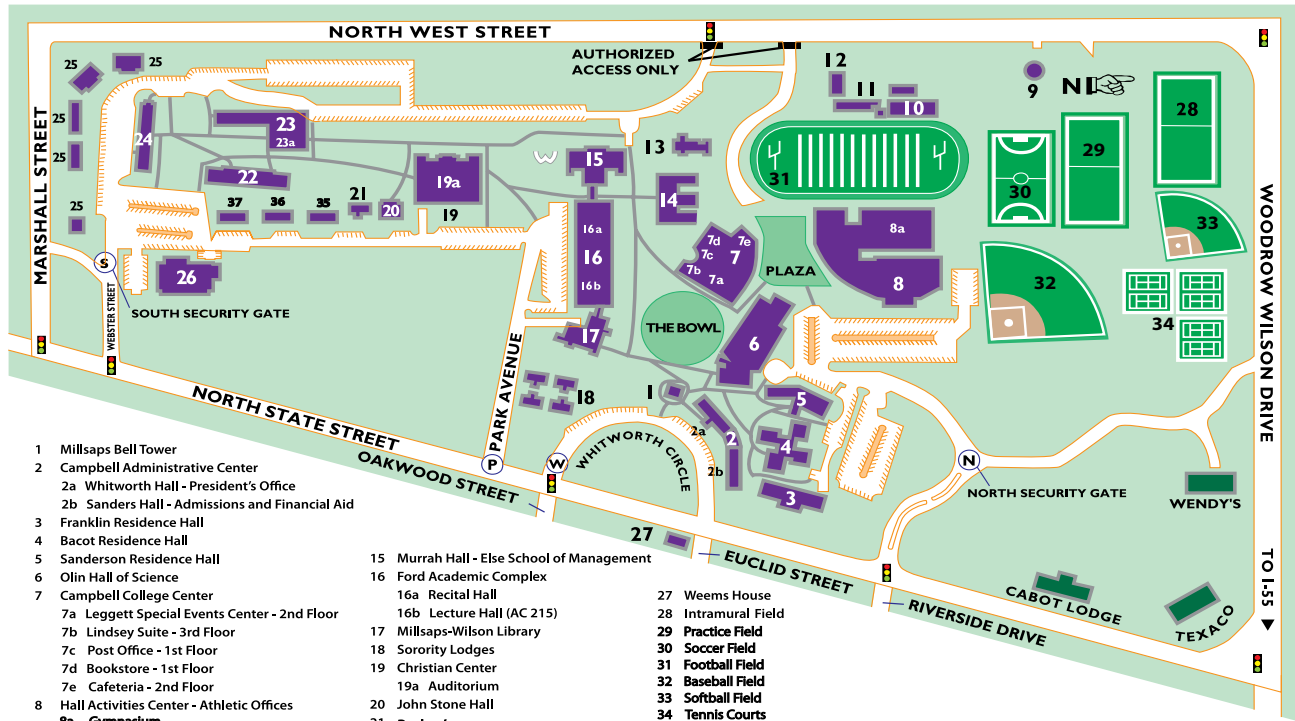 NORTH WEST STREET
AUTHORIZED
ACCESS ONLY
MARSHALL STREET
WOODROW WILSON DRIVE
25
25
25
25
25
24
23
23a
22
37
36
35
21
20
19a
19
26
S
SOUTH SECURITY GATE
WEBSTER STREET
W
13
15
14
16a
16
16b
17
18
12
11
10
9
N
31
30
29
28
33
32
34
7d
7e
7c
7
7b
7a
PLAZA
8a
8
THE BOWL
6
5
4
3
1
2a
2
2b
WHITWORTH CIRCLE
PARK AVENUE
P
W
N
NORTH SECURITY GATE
NORTH STATE STREET
OAKWOOD STREET
27
EUCLID STREET
RIVERSIDE DRIVE
WENDY'S
CABOT LODGE
TEXACO
TO I-55
1 Millsaps Bell Tower
2 Campbell Administrative Center
2a Whitworth Hall - President's Office
2b Sanders Hall - Admissions and Financial Aid
3 Franklin Residence Hall
4 Bacot Residence Hall
5 Sanderson Residence Hall
6 Olin Hall of Science
7 Campbell College Center
7a Leggett Special Events Center - 2nd Floor
7b Lindsey Suite - 3rd Floor
7c Post Office - 1st Floor
7d Bookstore - 1st Floor
7e Cafeteria - 2nd Floor
8 Hall Activities Center - Athletic Offices
8a Gymnasium
15 Murrah Hall - Else School of Management
16 Ford Academic Complex
16a Recital Hall
16b Lecture Hall (AC 215)
17 Millsaps-Wilson Library
18 Sorority Lodges
19 Christian Center
19a Auditorium
20 John Stone Hall
27 Weems House
28 Intramural Field
29 Practice Field
30 Soccer Field
31 Football Field
32 Baseball Field
33 Softball Field
34 Tennis Courts